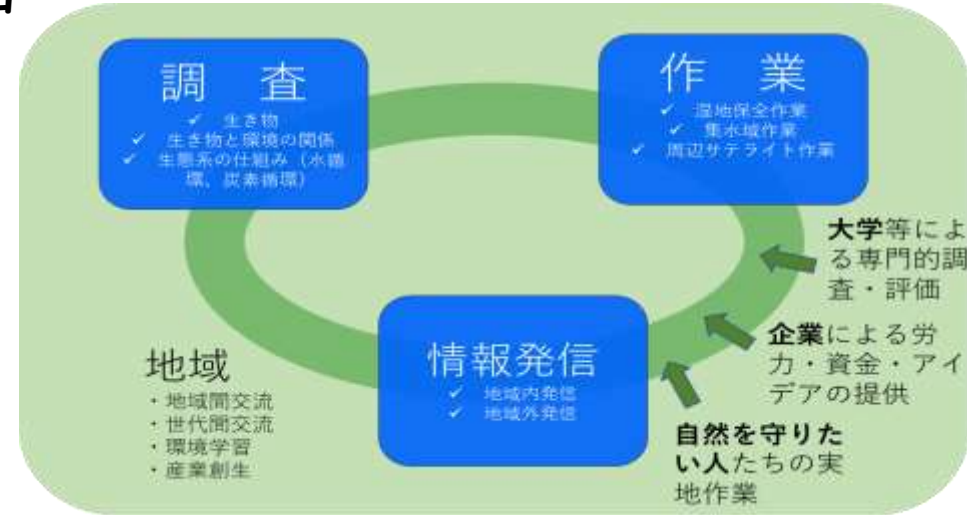 調 査
✓ 生き物
✓ 生き物と環境の関係
✓ 生態系の仕組み（水循
環、炭素循環）
作 業
✓ 湿地保全作業
✓ 集水域作業
✓ 周辺サテライト作業
大学等によ
る専門的調
査・評価
企業による労
力・資金・アイ
デアの提供
自然を守りた
い人たちの実
地作業
情報発信
✓ 地域内発信
✓ 地域外発信
地域
・地域間交流
・世代間交流
・環境学習
・産業創生